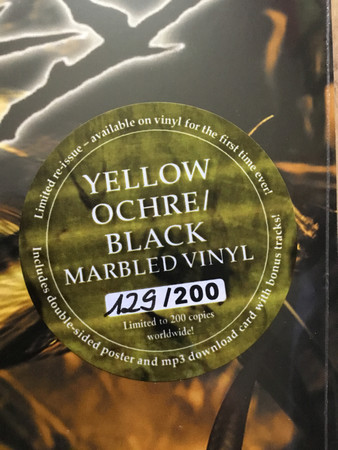 Limited re-issue – available on vinyl for the first time ever!
YELLOW
OCHRE/
BLACK
MARBLED VINYL
129/200
Limited to 200 copies
worldwide!
Includes double-sided poster and mp3 download card with bonus tracks!